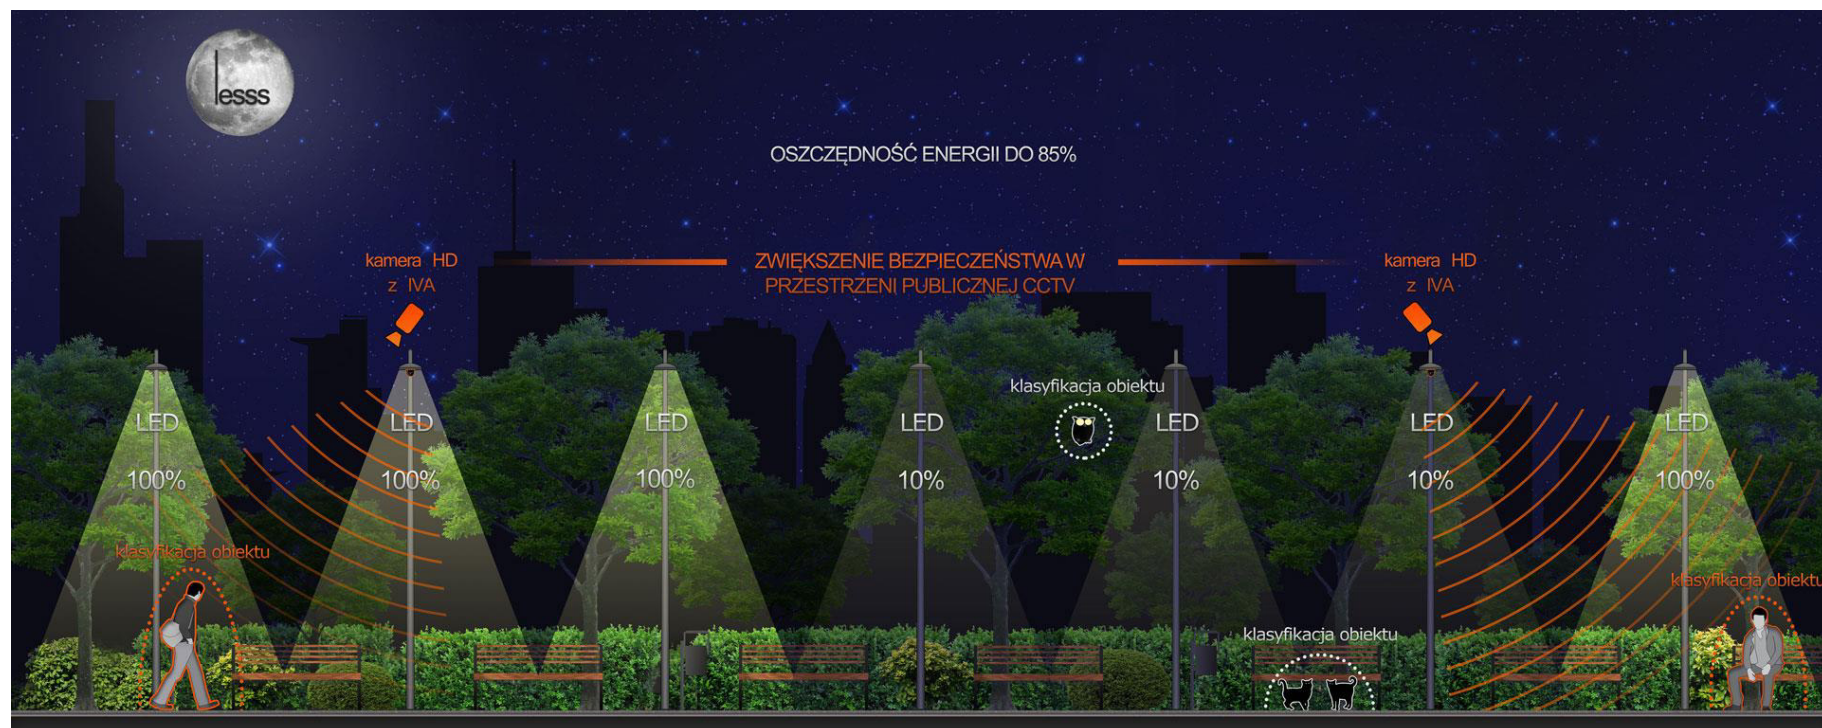 lesss
OSZCZĘDNOŚĆ ENERGII DO 85%
kamera HD
z IVA
ZWIĘKSZENIE BEZPIECZEŃSTWA W
PRZESTRZENI PUBLICZNEJ CCTV
kamera HD
z IVA
klasyfikacja obiektu
LED
100%
LED
100%
LED
100%
LED
10%
LED
10%
LED
10%
LED
100%
klasyfikacja obiektu
klasyfikacja obiektu
klasyfikacja obiektu